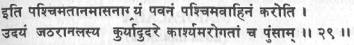 इति पश्चिमतानमासनाग्र्यं पवनं पश्चिमवाहिनं करोति ।
उदयं जठरानलस्य कुर्यादुदरे कार्श्यमरोगतां च पुंसाम् ।। २९ ।।